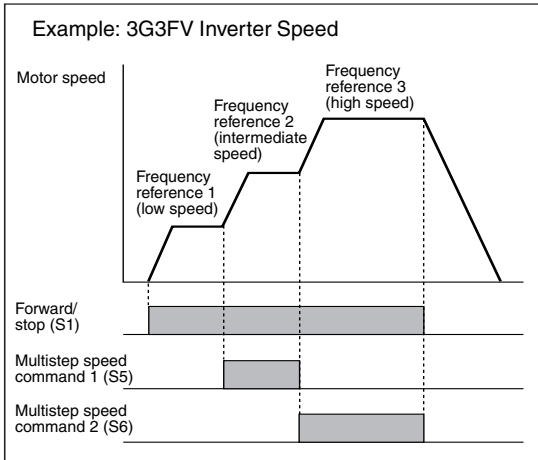 Example: 3G3FV Inverter Speed
Motor speed
Frequency
reference 3
(high speed)
Frequency
reference 2
(intermediate
speed)
Frequency
reference 1
(low speed)
Forward/
stop (S1)
Multistep speed
command 1 (S5)
Multistep speed
command 2 (S6)